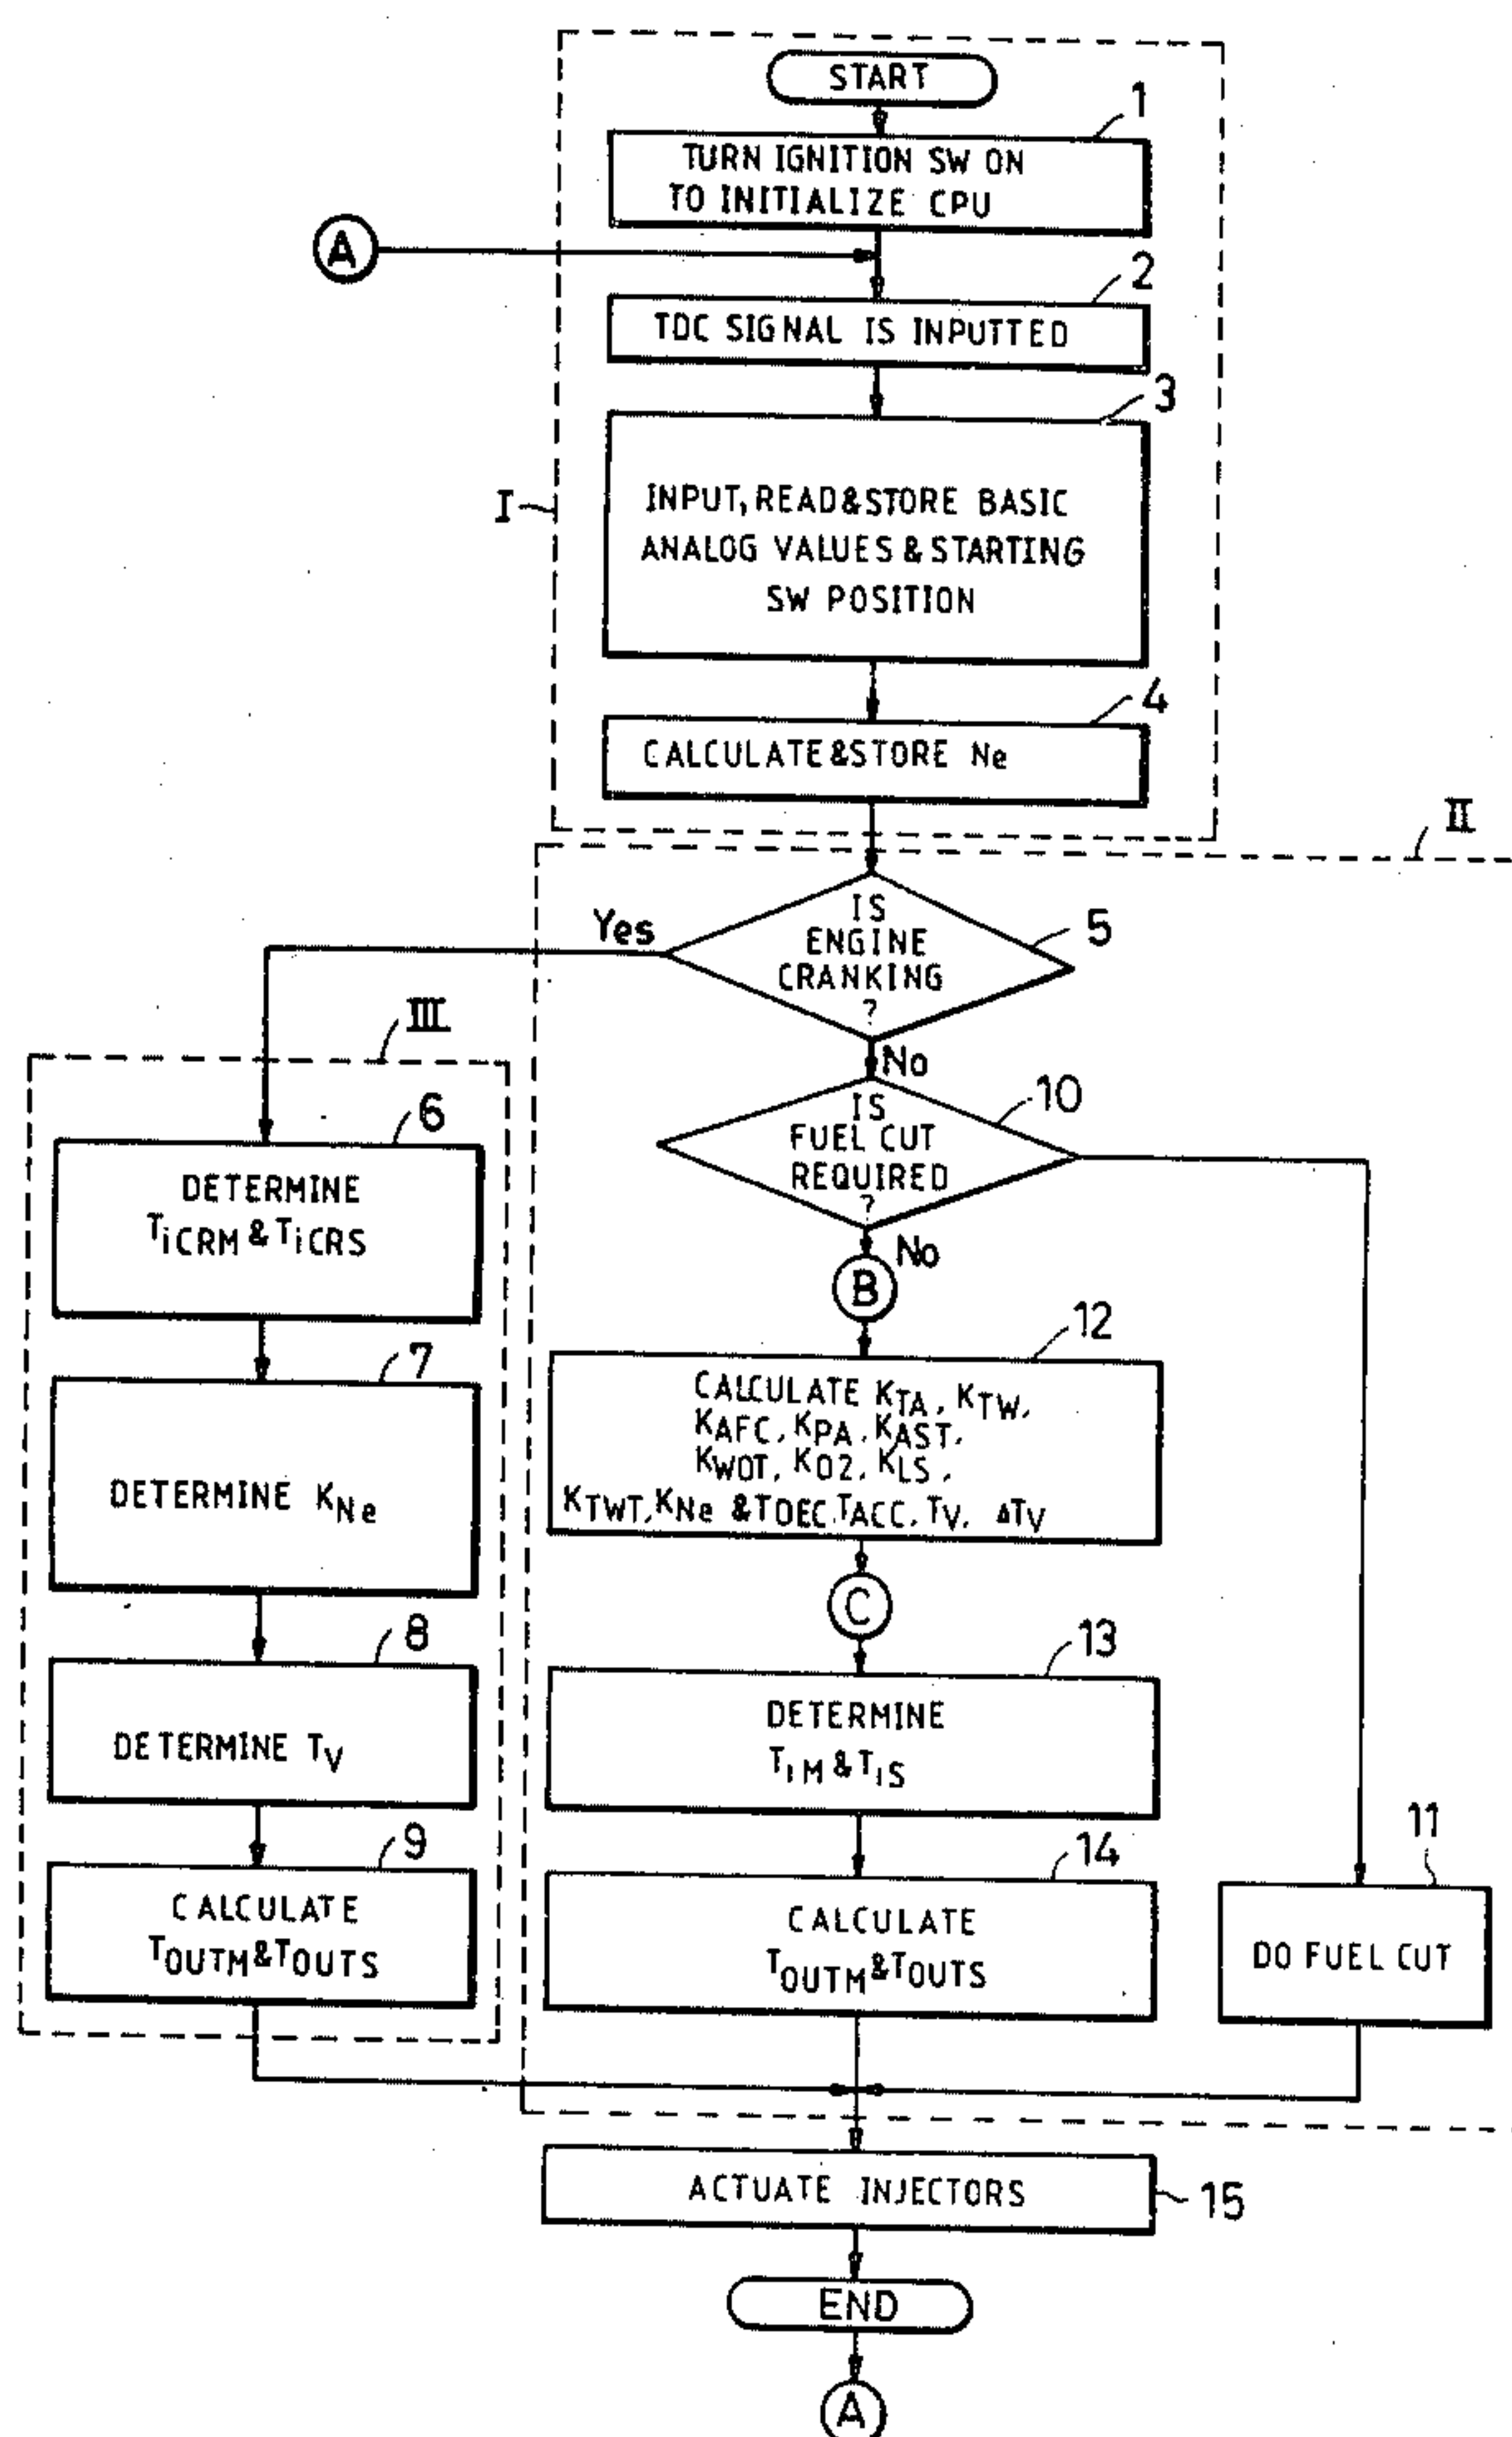 START
1
TURN IGNITION SW ON
TO INITIALIZE CPU
A
2
TDC SIGNAL IS INPUTTED
3
I
INPUT, READ&STORE BASIC
ANALOG VALUES & STARTING
SW POSITION
4
CALCULATE&STORE Ne
II
5
IS
ENGINE
CRANKING
?
Yes
No
III
6
DETERMINE
TiCRM & TiCRS
7
DETERMINE KNe
8
DETERMINE TV
9
CALCULATE
TOUTM&TOUTS
10
IS
FUEL CUT
REQUIRED
?
No
B
12
CALCULATE KTA, KTW,
KAFC, KPA, KAST,
KWOT, KO2, KLS,
KTWT, KNe & TDEC, TACC, TV, ΔTV
C
13
DETERMINE
TiM & TiS
14
CALCULATE
TOUTM&TOUTS
11
DO FUEL CUT
15
ACTUATE INJECTORS
END
A